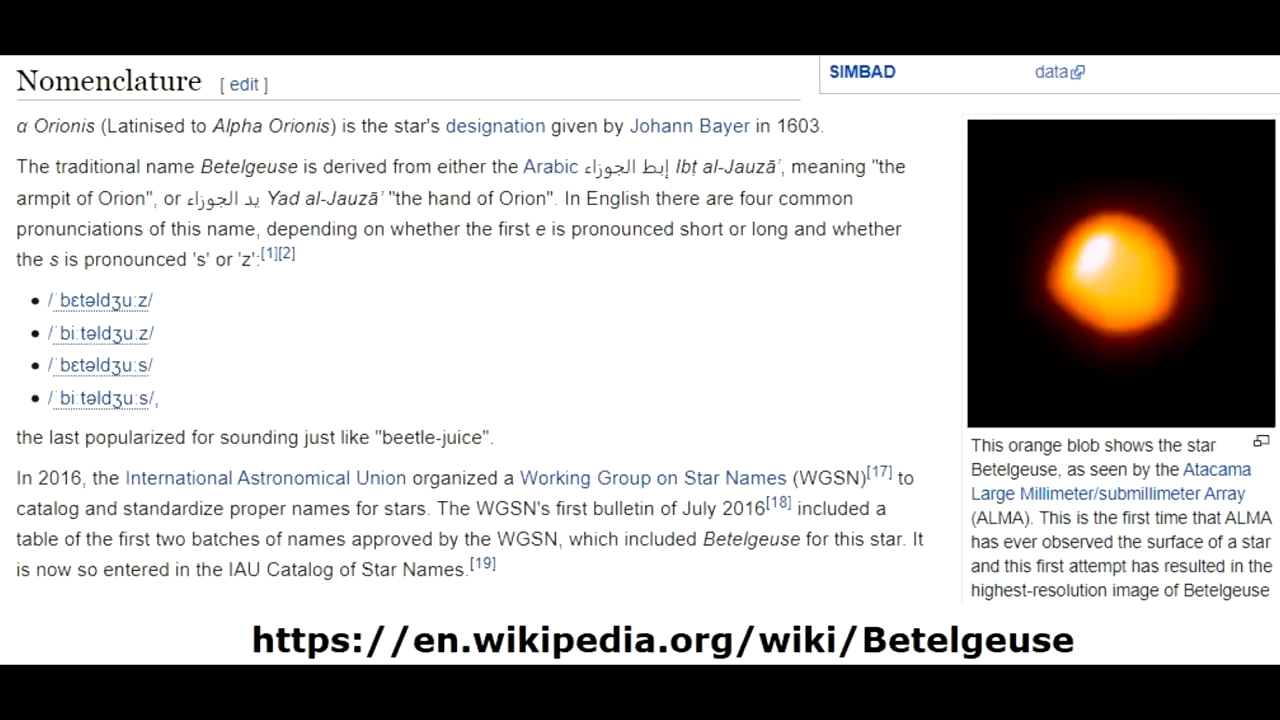 Nomenclature [ edit ]
SIMBAD data
α Orionis (Latinised to Alpha Orionis) is the star's designation given by Johann Bayer in 1603.
The traditional name Betelgeuse is derived from either the Arabic إبط الجوزاء Ibṭ al-Jauzāʾ, meaning "the
armpit of Orion", or يد الجوزاء Yad al-Jauzāʾ "the hand of Orion". In English there are four common
pronunciations of this name, depending on whether the first e is pronounced short or long and whether
the s is pronounced 's' or 'z':[1][2]
• /ˈbɛtəldʒuːz/
• /ˈbiːtəldʒuːz/
• /ˈbɛtəldʒuːs/
• /ˈbiːtəldʒuːs/,
the last popularized for sounding just like "beetle-juice".
In 2016, the International Astronomical Union organized a Working Group on Star Names (WGSN)[17] to
catalog and standardize proper names for stars. The WGSN's first bulletin of July 2016[18] included a
table of the first two batches of names approved by the WGSN, which included Betelgeuse for this star. It
is now so entered in the IAU Catalog of Star Names.[19]
This orange blob shows the star
Betelgeuse, as seen by the Atacama
Large Millimeter/submillimeter Array
(ALMA). This is the first time that ALMA
has ever observed the surface of a star
and this first attempt has resulted in the
highest-resolution image of Betelgeuse
https://en.wikipedia.org/wiki/Betelgeuse